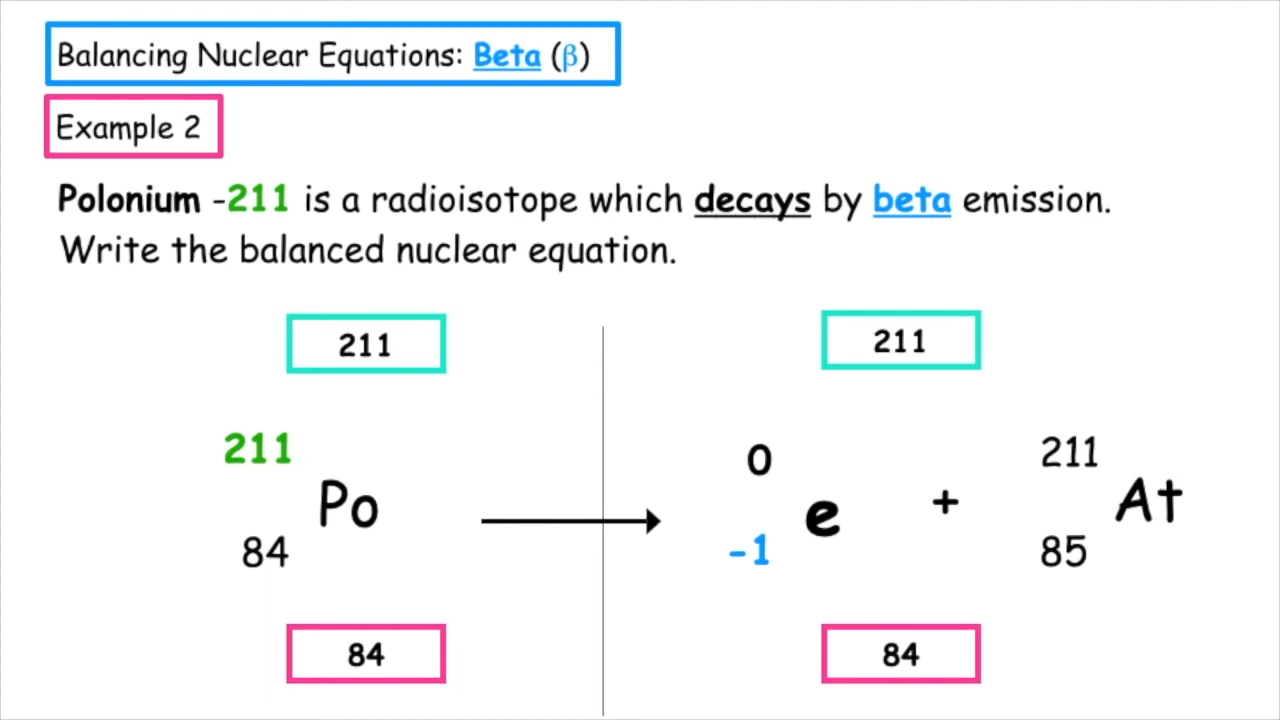 Balancing Nuclear Equations: Beta (β)
Example 2
Polonium -211 is a radioisotope which decays by beta emission.
Write the balanced nuclear equation.
211
211
211
0
211
Po
e
+
At
84
-1
85
84
84